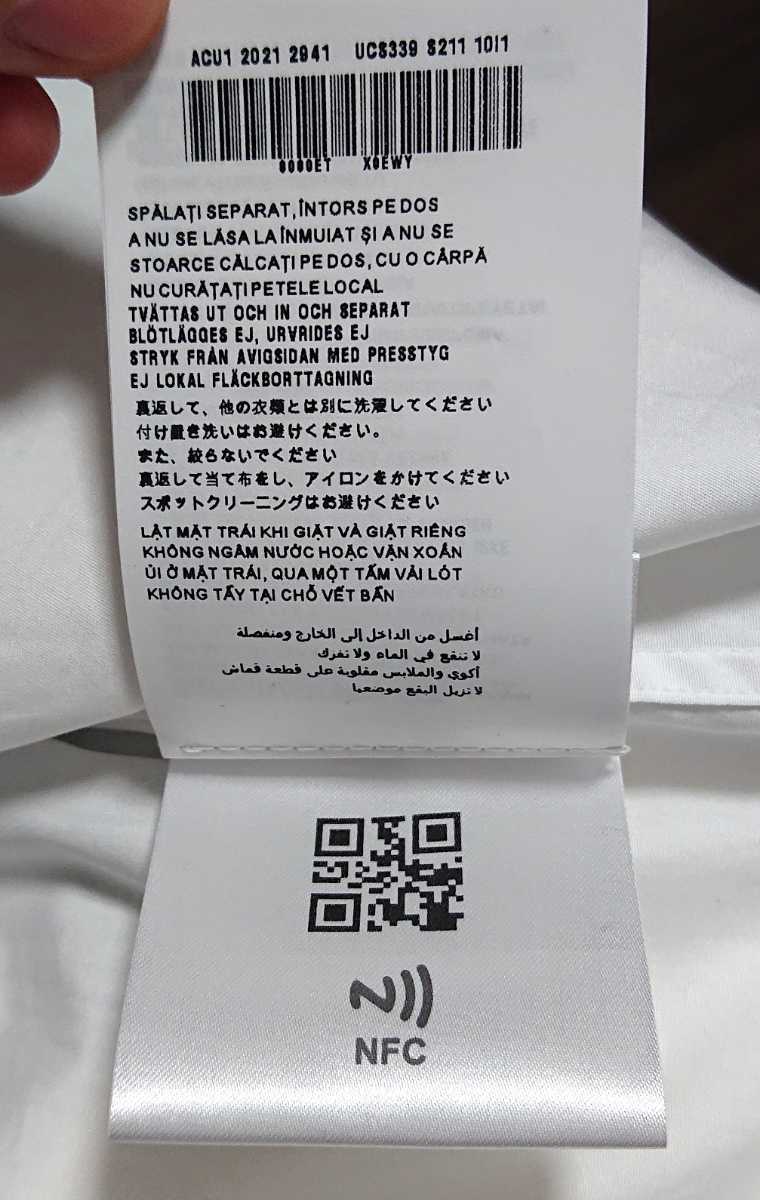 ACU1 2021 2941 UCS339 S211 10I1
0000ET X0EWY
SPĂLAȚI SEPARAT, ÎNTORS PE DOS
A NU SE LĂSA LA ÎNMUIAT ȘI A NU SE
STOARCE CĂLCAȚI PE DOS, CU O CÂRPĂ
NU CURĂȚAȚI PETELE LOCAL
TVÄTTAS UT OCH IN OCH SEPARAT
BLÖTLÄGGES EJ, URVRIDES EJ
STRYK FRÅN AVIGSIDAN MED PRESSTYG
EJ LOKAL FLÄCKBORTTAGNING
裏返して、他の衣類とは別に洗濯してください
付け置き洗いはお避けください。
また、絞らないでください
裏返して当て布をし、アイロンをかけてください
スポットクリーニングはお避けください
LẬT MẶT TRÁI KHI GIẶT VÀ GIẶT RIÊNG
KHÔNG NGÂM NƯỚC HOẶC VẶN XOẮN
ỦI Ở MẶT TRÁI, QUA MỘT TẤM VẢI LÓT
KHÔNG TẨY TẠI CHỖ VẾT BẨN
أغسل من الداخل إلى الخارج ومنفصلة
لا تنقع في الماء ولا تفرك
أكوي والملابس مقلوبة على قطعة قماش
لا تزيل البقع موضعيا
NFC